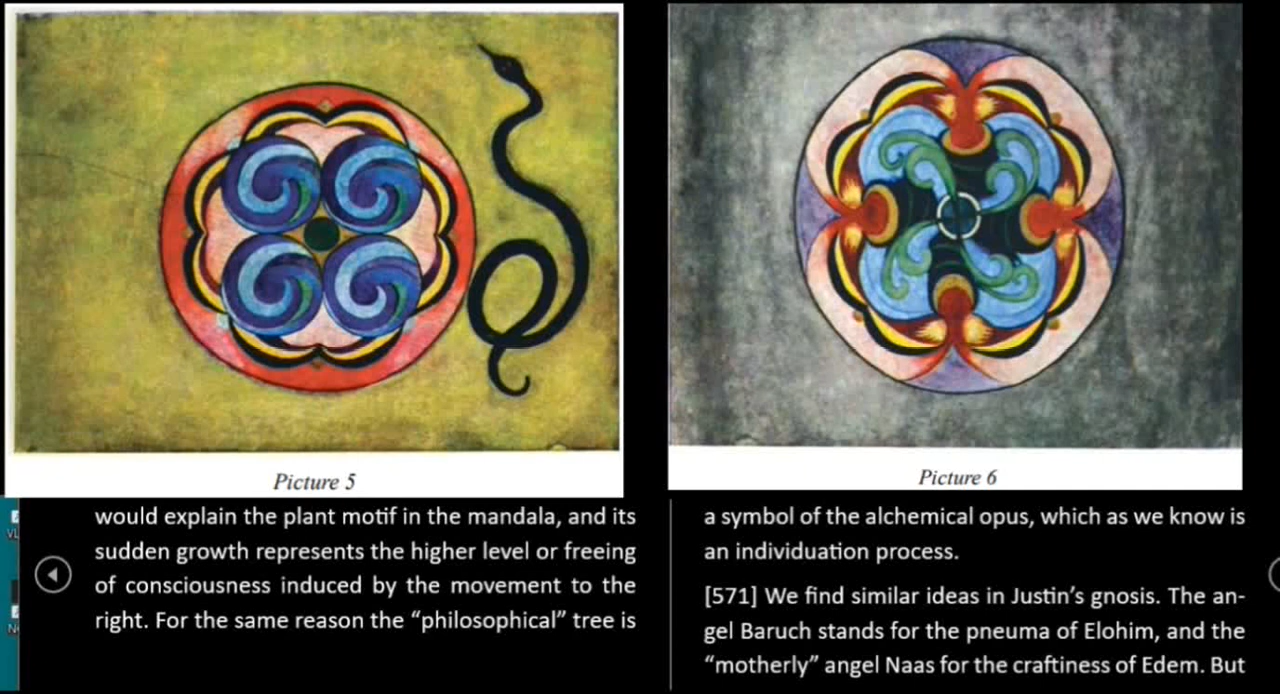 Picture 5
would explain the plant motif in the mandala, and its
sudden growth represents the higher level or freeing
of consciousness induced by the movement to the
right. For the same reason the “philosophical” tree is
Picture 6
a symbol of the alchemical opus, which as we know is
an individuation process.
[571] We find similar ideas in Justin’s gnosis. The an-
gel Baruch stands for the pneuma of Elohim, and the
“motherly” angel Naas for the craftiness of Edem. But